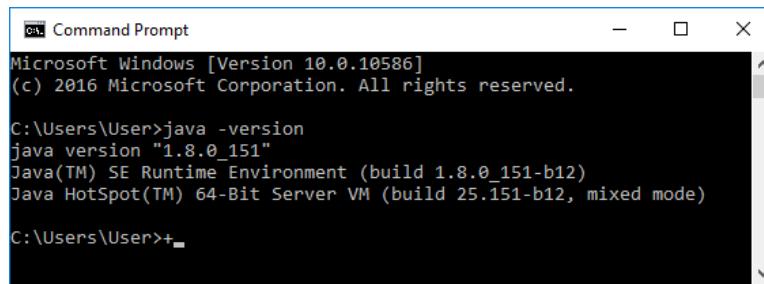 Command Prompt
Microsoft Windows [Version 10.0.10586]
(c) 2016 Microsoft Corporation. All rights reserved.
C:\Users\User>java -version
java version "1.8.0_151"
Java(TM) SE Runtime Environment (build 1.8.0_151-b12)
Java HotSpot(TM) 64-Bit Server VM (build 25.151-b12, mixed mode)
C:\Users\User>+_